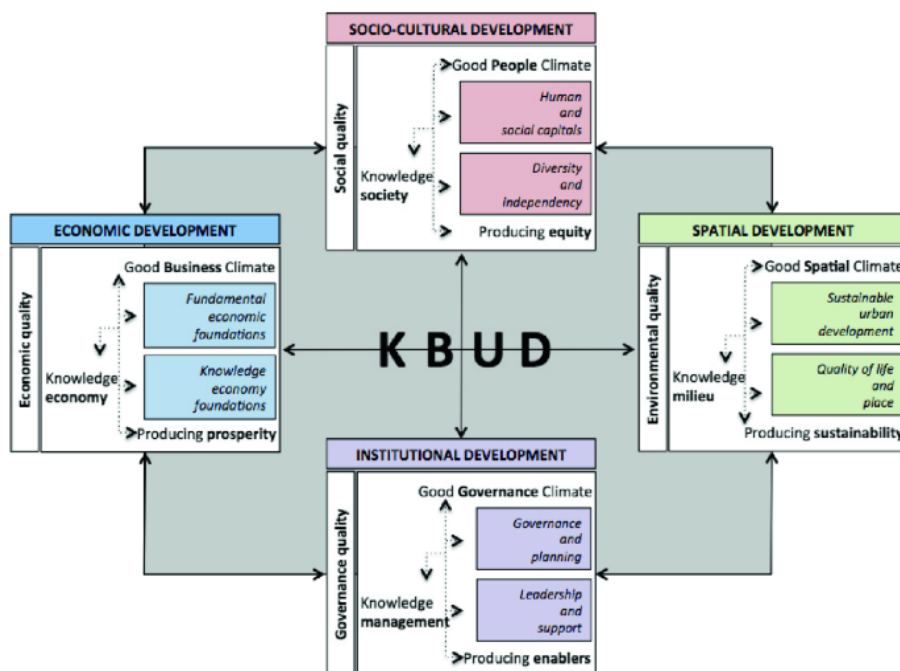 SOCIO-CULTURAL DEVELOPMENT
Social quality
Good People Climate
Human
and
social capitals
Knowledge
society
Diversity
and
independency
Producing equity
ECONOMIC DEVELOPMENT
Economic quality
Good Business Climate
Fundamental
economic
foundations
Knowledge
economy
Knowledge
economy
foundations
Producing prosperity
KBUD
SPATIAL DEVELOPMENT
Environmental quality
Good Spatial Climate
Sustainable
urban
development
Knowledge
milieu
Quality of life
and
place
Producing sustainability
INSTITUTIONAL DEVELOPMENT
Governance quality
Good Governance Climate
Governance
and
planning
Knowledge
management
Leadership
and
support
Producing enablers